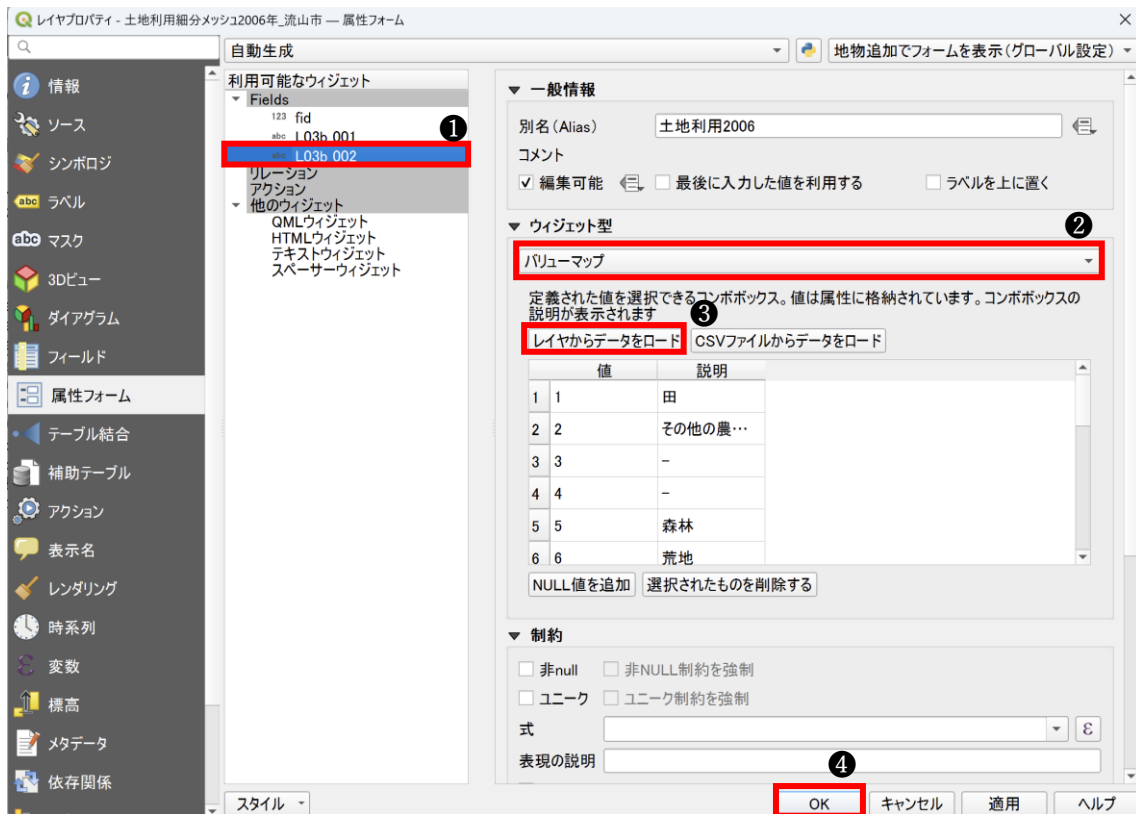 レイヤプロパティ - 土地利用細分メッシュ2006年_流山市 — 属性フォーム
自動生成
地物追加でフォームを表示(グローバル設定)
情報
ソース
シンボロジ
abc ラベル
abc マスク
3Dビュー
ダイアグラム
フィールド
属性フォーム
テーブル結合
補助テーブル
アクション
表示名
レンダリング
時系列
変数
標高
メタデータ
依存関係
利用可能なウィジェット
Fields
123 fid
❶
abc L03b_001
abc L03b_002
リレーション
アクション
他のウィジェット
QMLウィジェット
HTMLウィジェット
テキストウィジェット
スペーサーウィジェット
スタイル
一般情報
別名(Alias) 土地利用2006
コメント
編集可能 最後に入力した値を利用する ラベルを上に置く
ウィジェット型
❷
バリューマップ
定義された値を選択できるコンボボックス。値は属性に格納されています。コンボボックスの
説明が表示されます
❸
レイヤからデータをロード CSVファイルからデータをロード
値 説明
1 1 田
2 2 その他の農…
3 3 -
4 4 -
5 5 森林
6 6 荒地
NULL値を追加 選択されたものを削除する
制約
非null 非NULL制約を強制
ユニーク ユニーク制約を強制
式 ε
表現の説明
❹
OK キャンセル 適用 ヘルプ